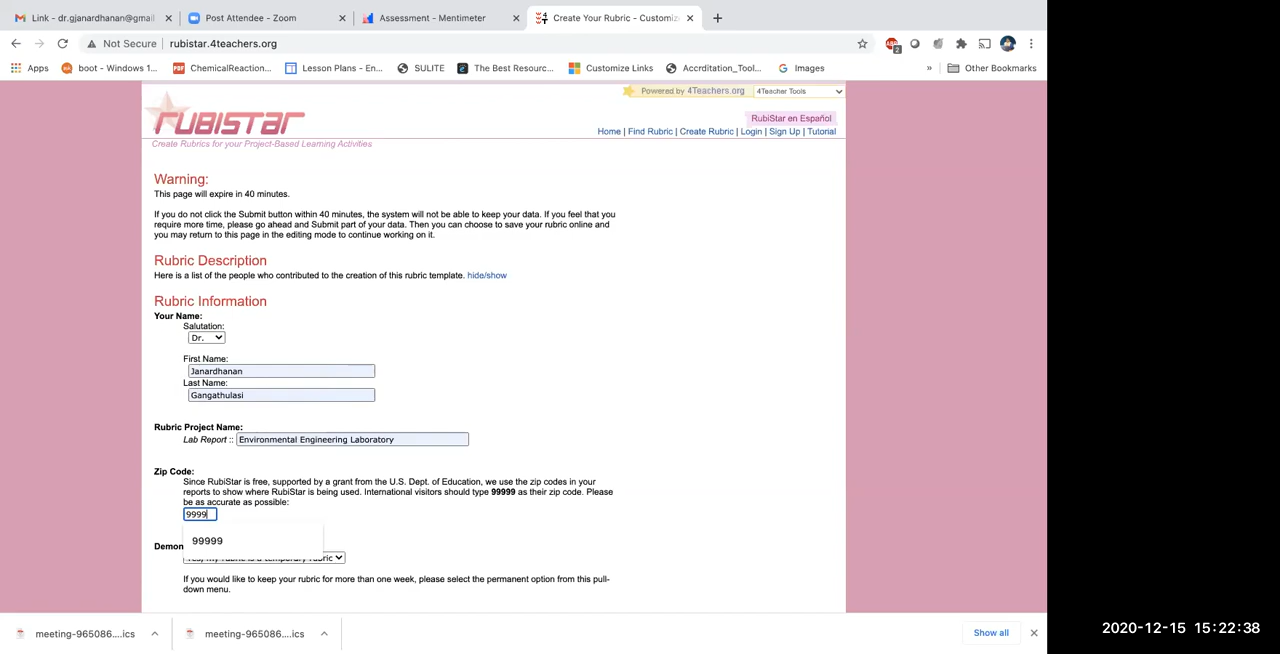 Link - dr.gjanardhanan@gmail
Post Attendee - Zoom
Assessment - Mentimeter
Create Your Rubric - Customiz
Not Secure | rubistar.4teachers.org
2
Apps
boot - Windows 1...
PDF
ChemicalReaction...
Lesson Plans - En...
SULITE
The Best Resourc...
Customize Links
Accrditation_Tool...
Images
»
Other Bookmarks
Powered by 4Teachers.org
4Teacher Tools
RUBISTAR
RubiStar en Español
Home | Find Rubric | Create Rubric | Login | Sign Up | Tutorial
Create Rubrics for your Project-Based Learning Activities
Warning:
This page will expire in 40 minutes.
If you do not click the Submit button within 40 minutes, the system will not be able to keep your data. If you feel that you
require more time, please go ahead and Submit part of your data. Then you can choose to save your rubric online and
you may return to this page in the editing mode to continue working on it.
Rubric Description
Here is a list of the people who contributed to the creation of this rubric template. hide/show
Rubric Information
Your Name:
Salutation:
Dr.
First Name:
Janardhanan
Last Name:
Gangathulasi
Rubric Project Name:
Lab Report :: Environmental Engineering Laboratory
Zip Code:
Since RubiStar is free, supported by a grant from the U.S. Dept. of Education, we use the zip codes in your
reports to show where RubiStar is being used. International visitors should type 99999 as their zip code. Please
be as accurate as possible:
9999
99999
Demon
Yes, my rubric is a temporary rubric
If you would like to keep your rubric for more than one week, please select the permanent option from this pull-
down menu.
meeting-965086....ics
meeting-965086....ics
Show all
2020-12-15 15:22:38